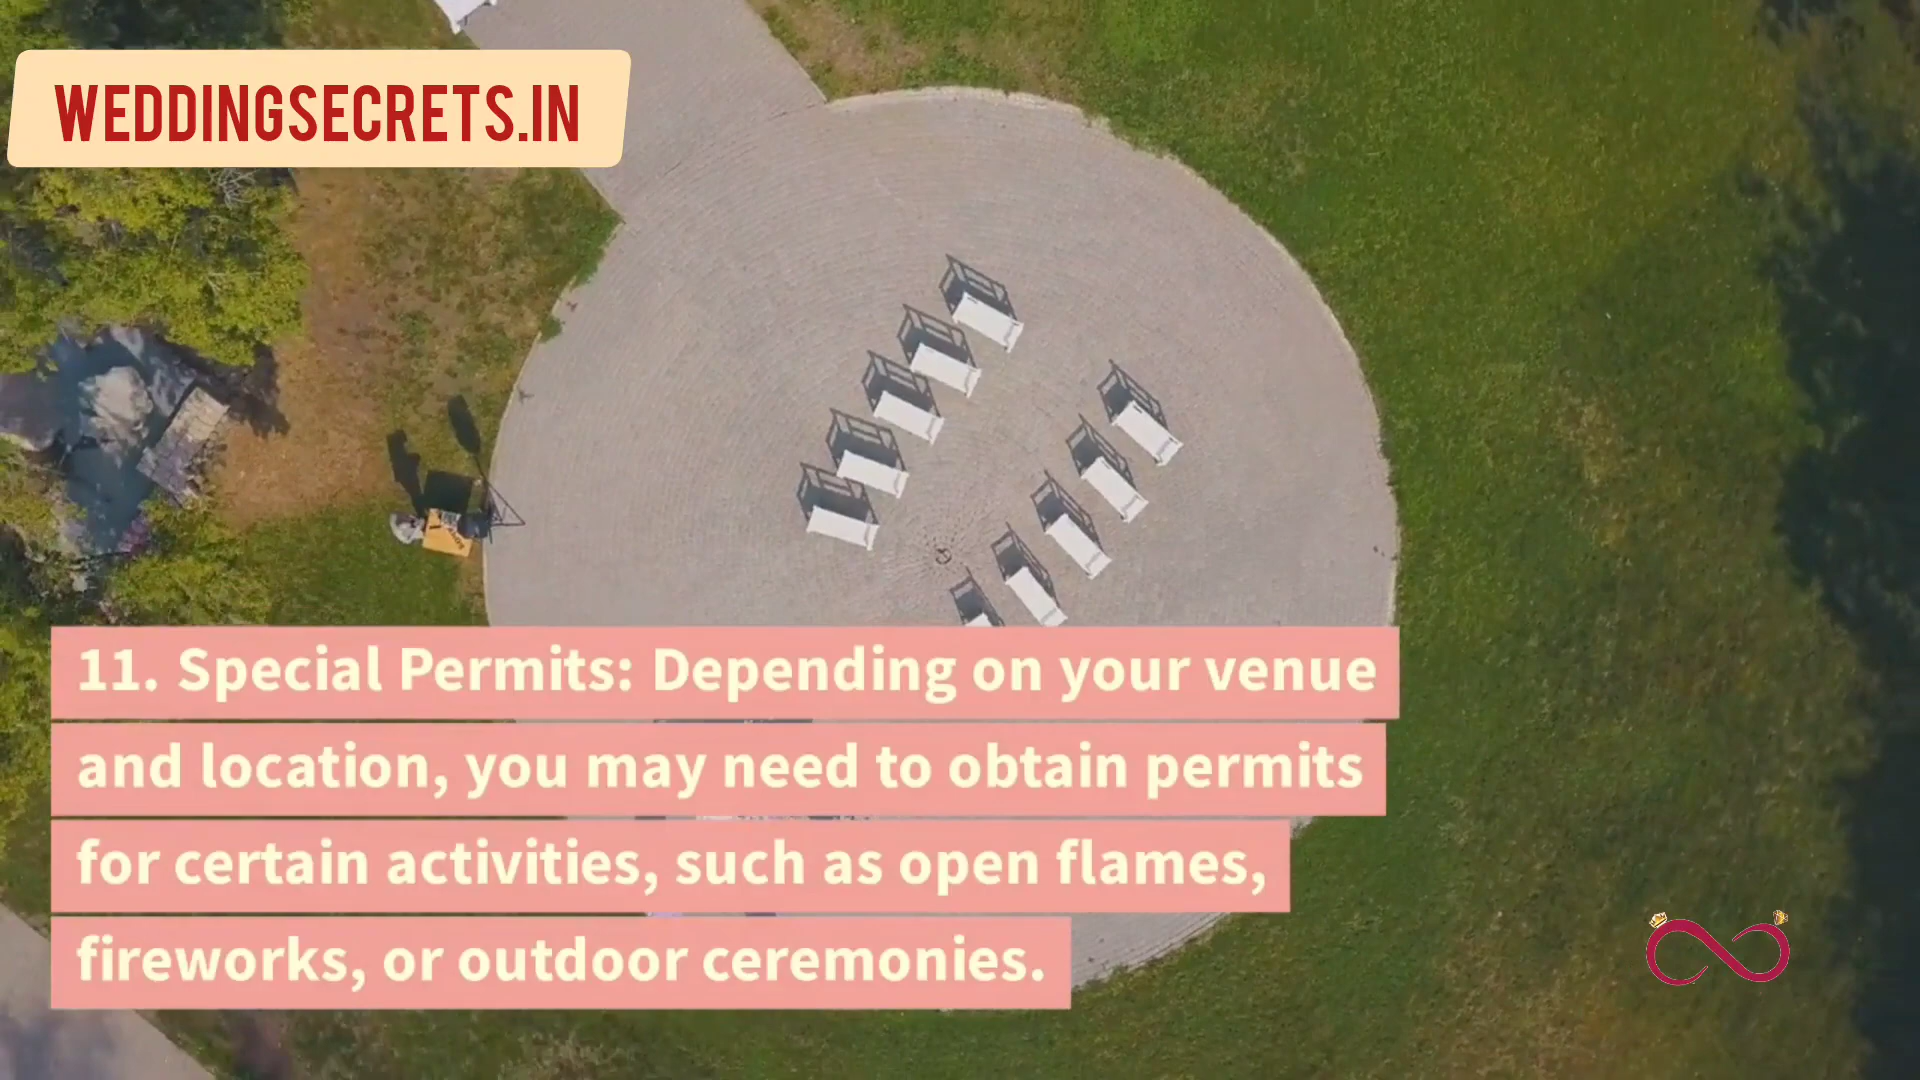 WEDDINGSECRETS.IN
11. Special Permits: Depending on your venue
and location, you may need to obtain permits
for certain activities, such as open flames,
fireworks, or outdoor ceremonies.